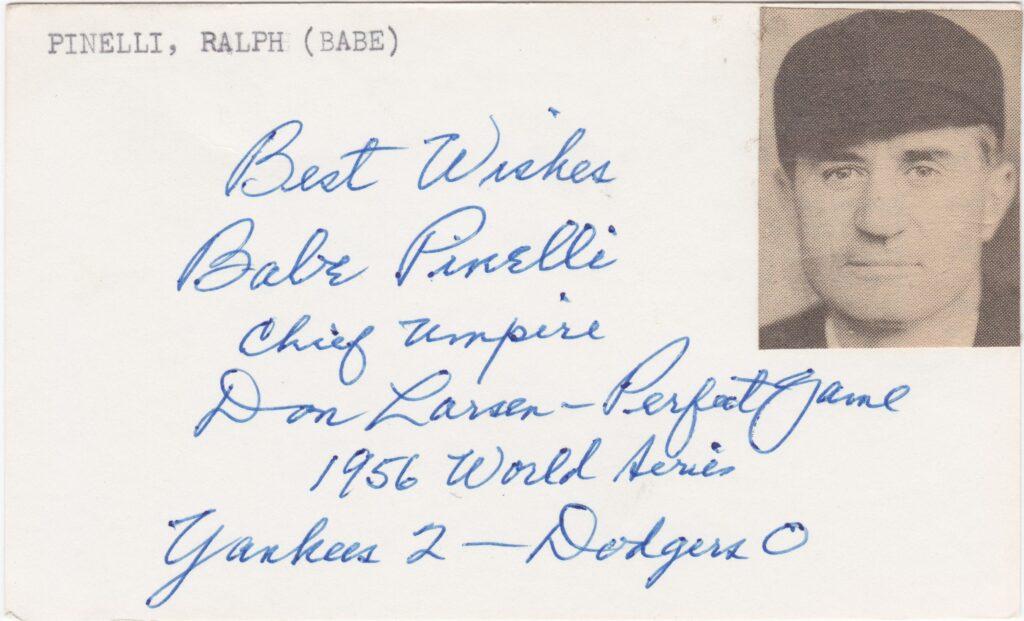 PINELLI, RALPH (BABE)
Best Wishes
Babe Pinelli
Chief Umpire
Don Larsen - Perfect Game
1956 World Series
Yankees 2 — Dodgers 0